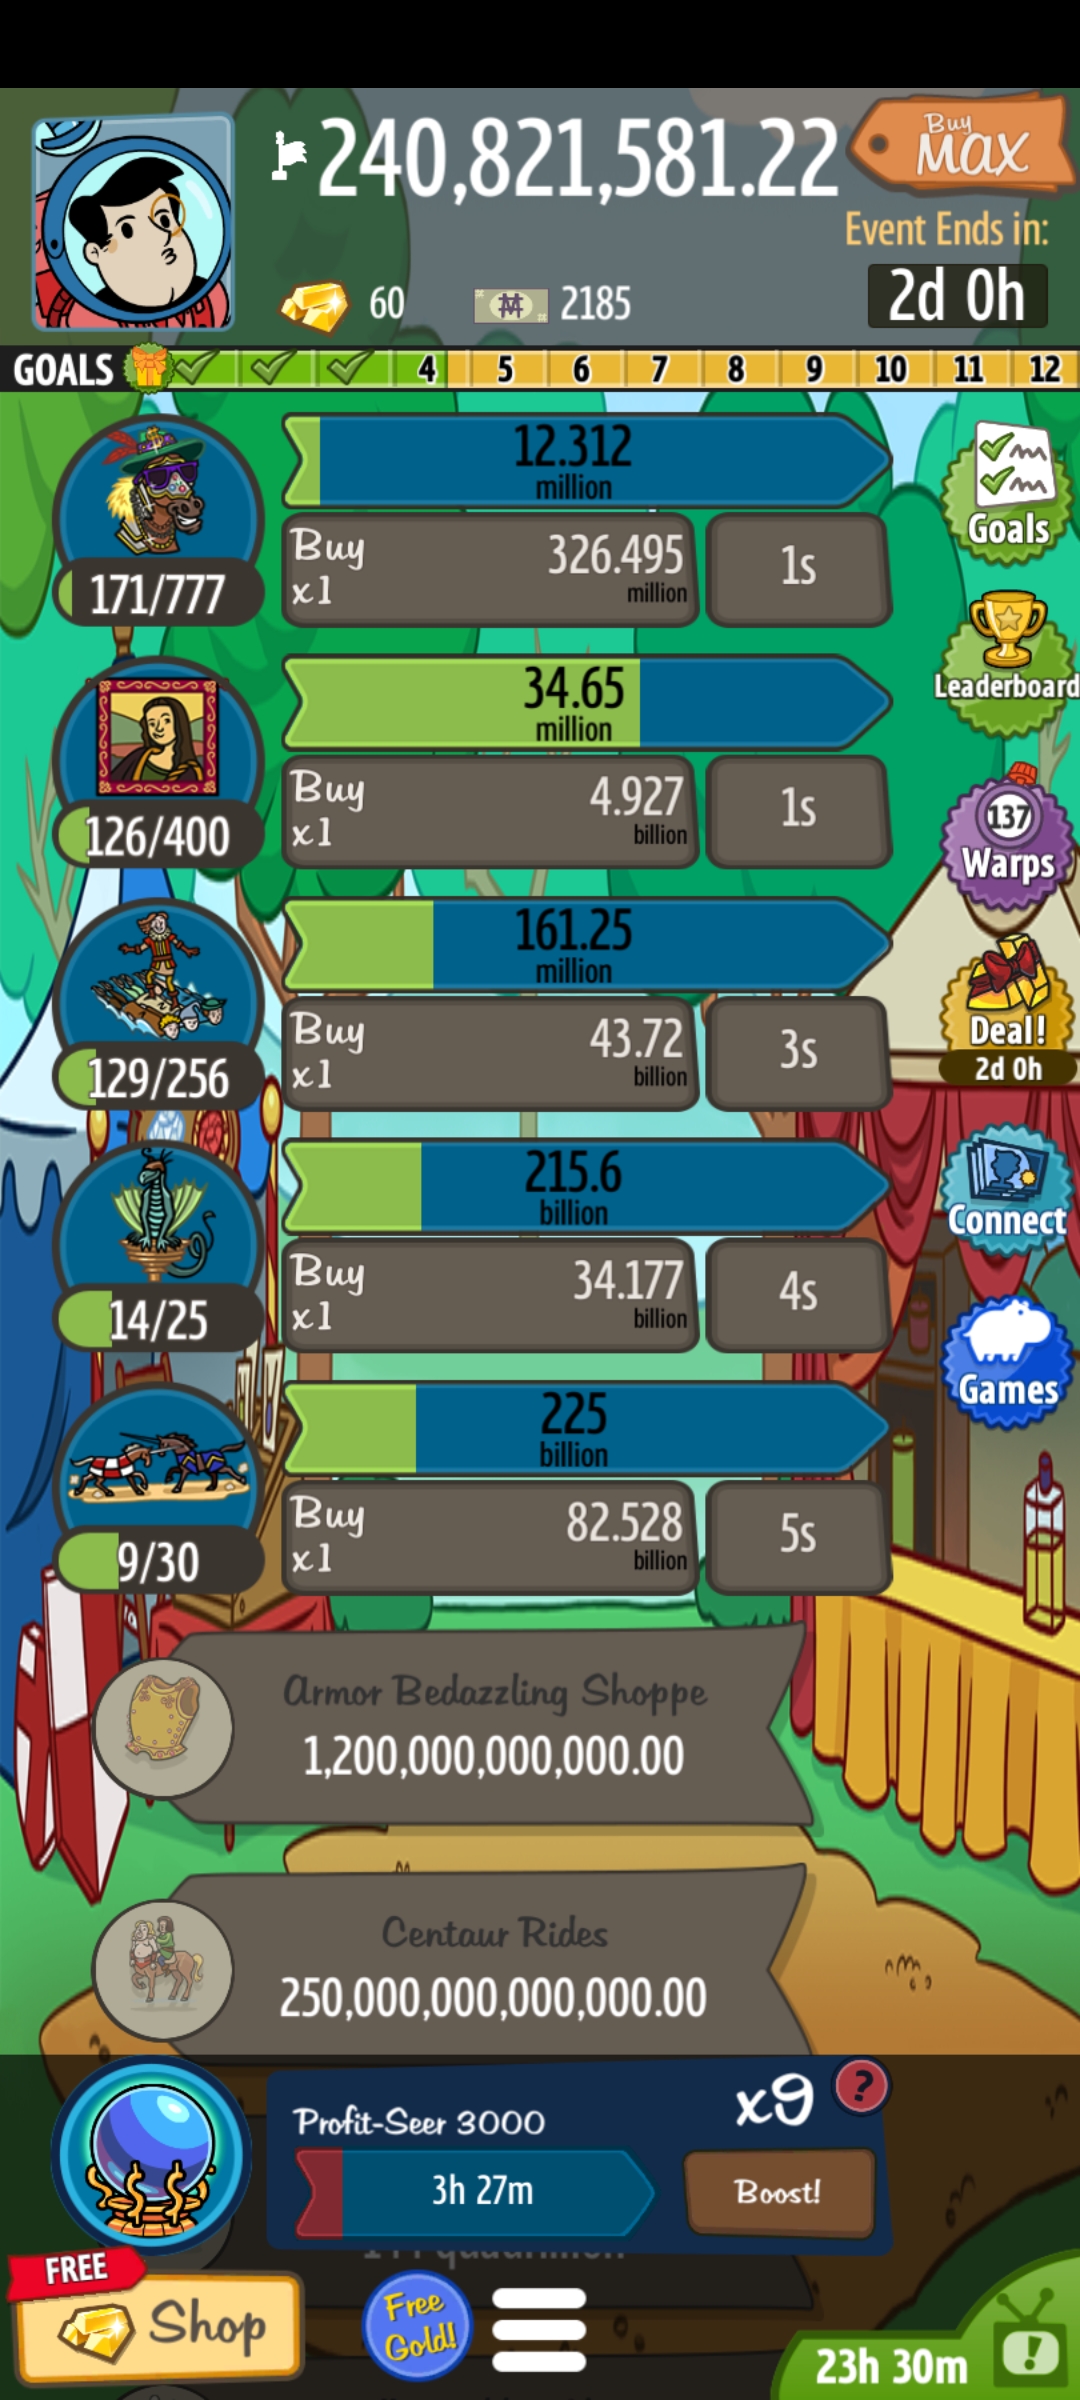 240,821,581.22
Buy
MAX
Event Ends in:
2d 0h
60
2185
GOALS 4 5 6 7 8 9 10 11 12
12.312
million
Buy
x1
326.495
million
1s
171/777
Goals
34.65
million
Leaderboard
Buy
x1
4.927
billion
1s
126/400
137
Warps
161.25
million
Buy
x1
43.72
billion
3s
129/256
Deal!
2d 0h
215.6
billion
Connect
Buy
x1
34.177
billion
4s
14/25
Games
225
billion
Buy
x1
82.528
billion
5s
9/30
Armor Bedazzling Shoppe
1,200,000,000,000.00
Centaur Rides
250,000,000,000,000.00
Profit-Seer 3000
x9
?
3h 27m
Boost!
FREE
Shop
Free
Gold!
23h 30m
!